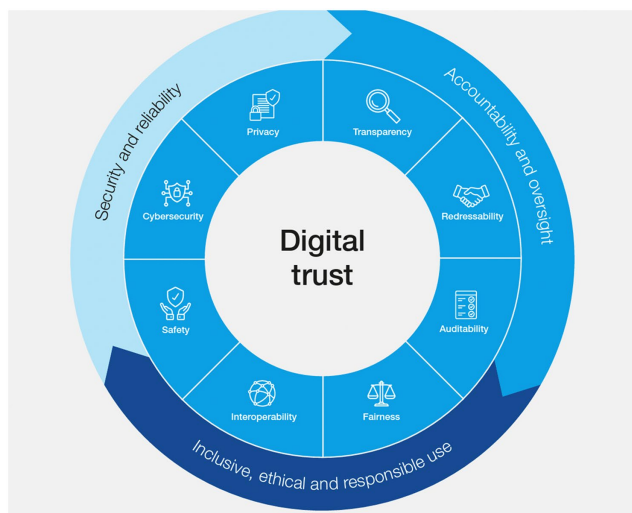 Digital
trust
Security and reliability
Accountability and oversight
Inclusive, ethical and responsible use
Privacy
Transparency
Cybersecurity
Redressability
Safety
Auditability
Interoperability
Fairness